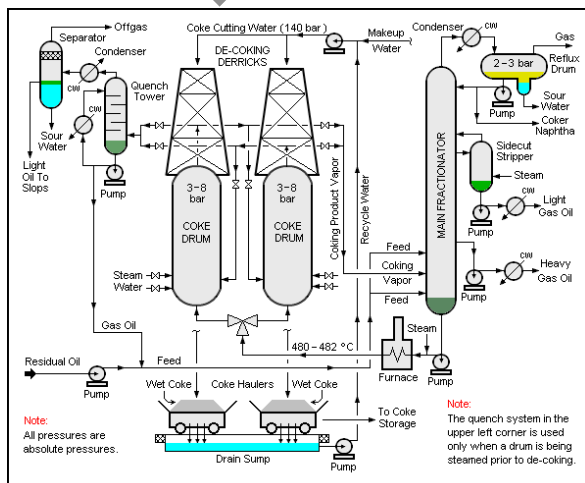 Separator
Offgas
Condenser
CW
Quench
Tower
CW
Sour
Water
Light
Oil To
Slops
Pump
Coke Cutting Water (140 bar)
DE-COKING
DERRICKS
Pump
Makeup
Water
Condenser
CW
Gas
2–3 bar
Reflux
Drum
Pump
Sour
Water
Coker
Naphtha
Sidecut
Stripper
Steam
CW
Pump
Light
Gas Oil
CW
Pump
Heavy
Gas Oil
MAIN FRACTIONATOR
3–8
bar
COKE
DRUM
3–8
bar
COKE
DRUM
Coking Product Vapor
Recycle Water
Feed
Coking
Vapor
Feed
Steam
Water
Gas Oil
480–482 °C
Steam
Furnace
Pump
Residual Oil
Pump
Feed
Wet Coke
Coke Haulers
Wet Coke
To Coke
Storage
Drain Sump
Pump
Note:
All pressures are
absolute pressures.
Note:
The quench system in the
upper left corner is used
only when a drum is being
steamed prior to de-coking.